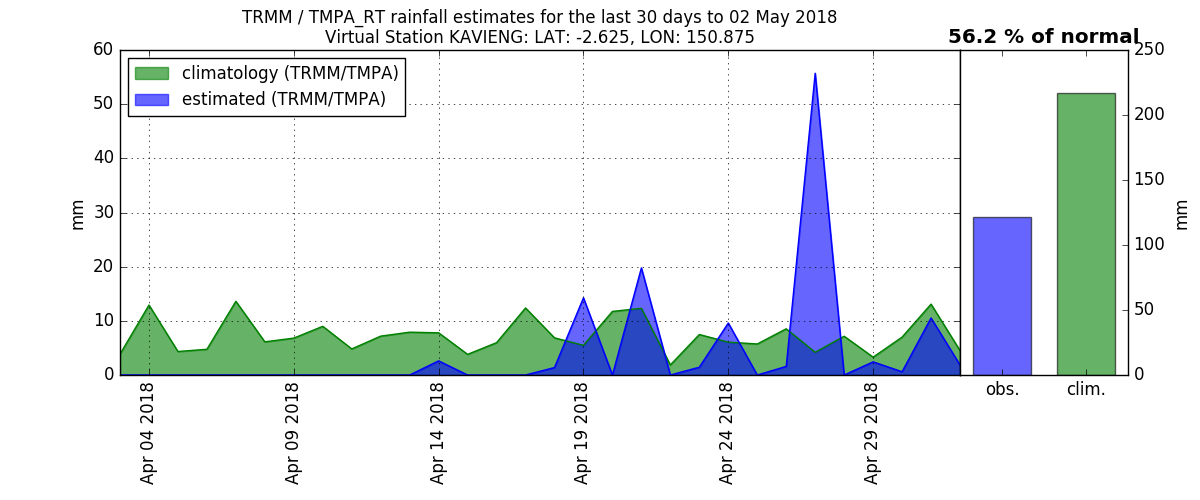 TRMM / TMPA_RT rainfall estimates for the last 30 days to 02 May 2018
Virtual Station KAVIENG: LAT: -2.625, LON: 150.875
56.2 % of normal
climatology (TRMM/TMPA)
estimated (TRMM/TMPA)
60
50
40
30
20
10
0
mm
Apr 04 2018
Apr 09 2018
Apr 14 2018
Apr 19 2018
Apr 24 2018
Apr 29 2018
obs.
clim.
250
200
150
100
50
0
mm